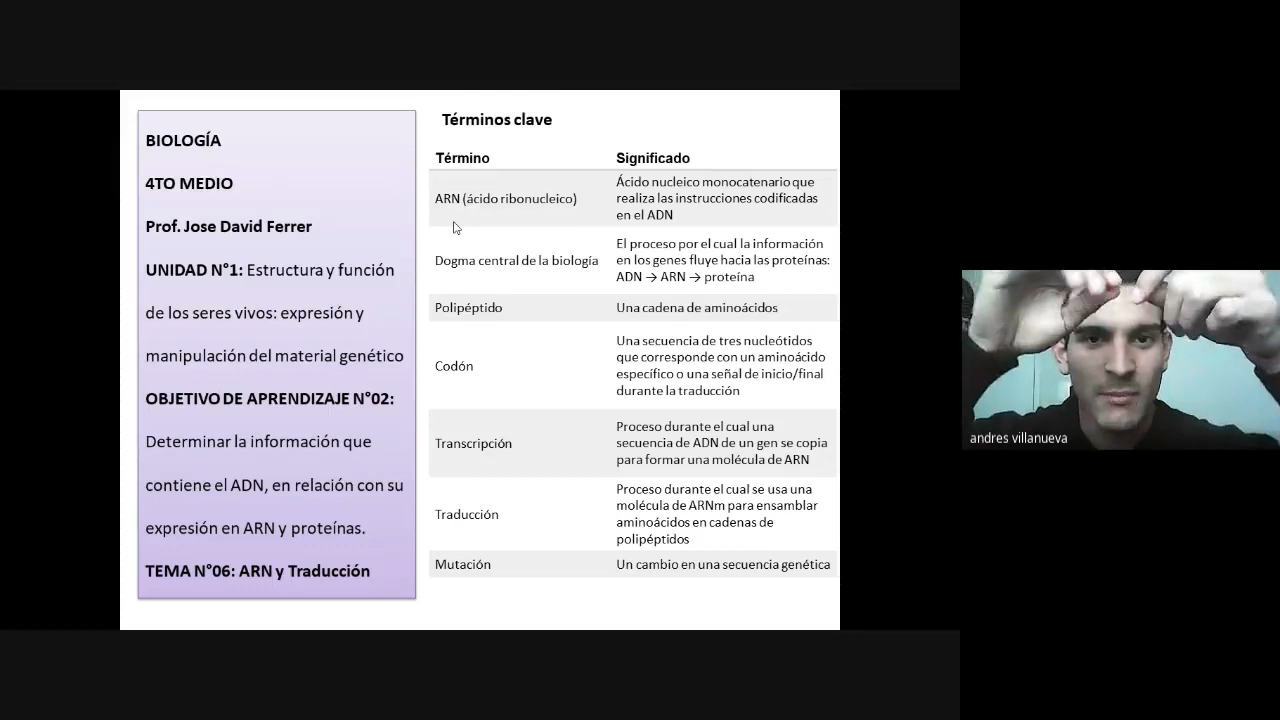 BIOLOGÍA
4TO MEDIO
Prof. Jose David Ferrer
UNIDAD N°1: Estructura y función
de los seres vivos: expresión y
manipulación del material genético
OBJETIVO DE APRENDIZAJE N°02:
Determinar la información que
contiene el ADN, en relación con su
expresión en ARN y proteínas.
TEMA N°06: ARN y Traducción
Términos clave
Término Significado
ARN (ácido ribonucleico)
Ácido nucleico monocatenario que
realiza las instrucciones codificadas
en el ADN
Dogma central de la biología
El proceso por el cual la información
en los genes fluye hacia las proteínas:
ADN → ARN → proteína
Polipéptido
Una cadena de aminoácidos
Codón
Una secuencia de tres nucleótidos
que corresponde con un aminoácido
específico o una señal de inicio/final
durante la traducción
Transcripción
Proceso durante el cual una
secuencia de ADN de un gen se copia
para formar una molécula de ARN
Traducción
Proceso durante el cual se usa una
molécula de ARNm para ensamblar
aminoácidos en cadenas de
polipéptidos
Mutación
Un cambio en una secuencia genética
andres villanueva